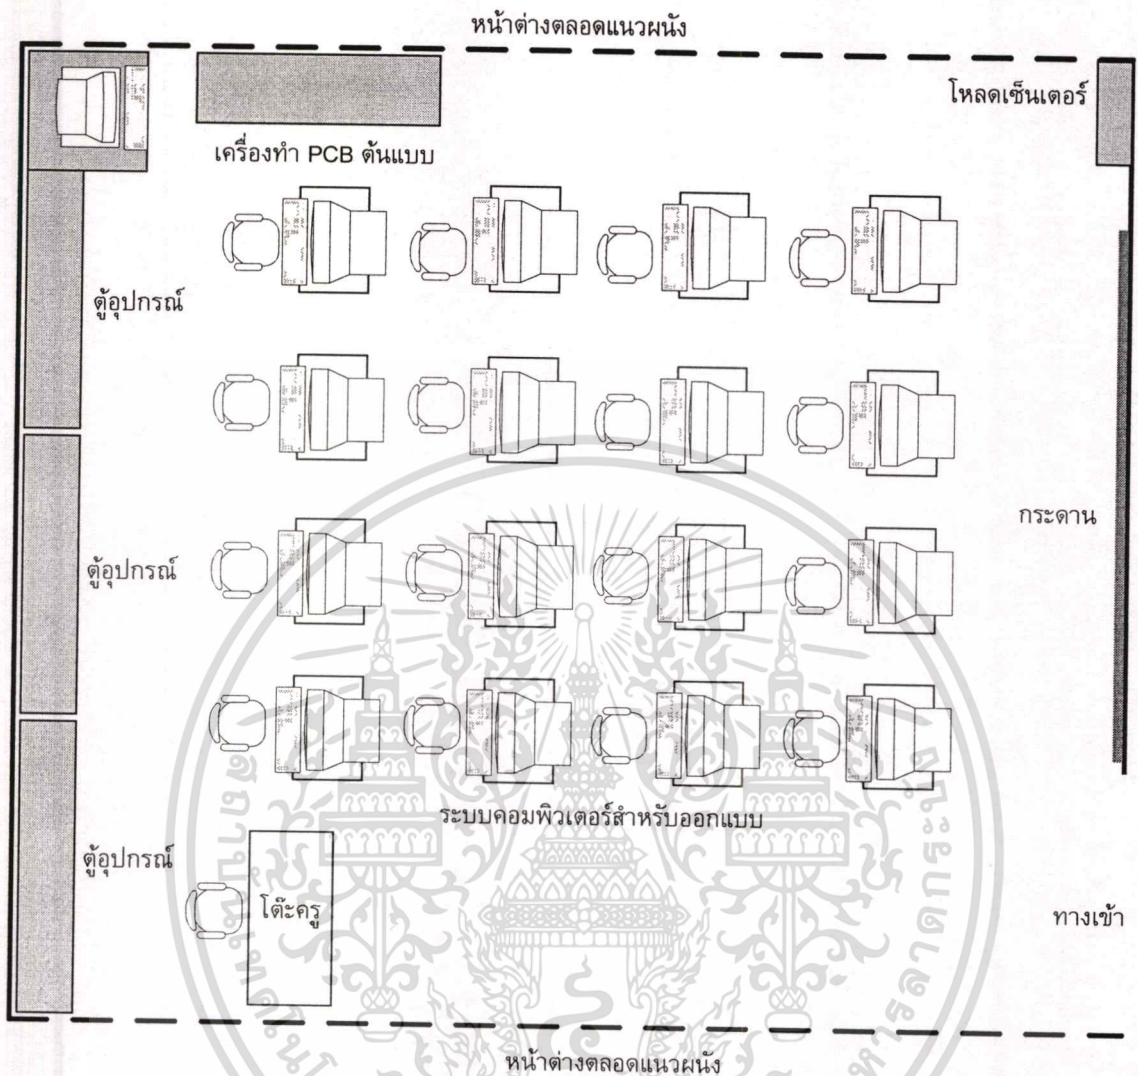 หน้าต่างตลอดแนวผนัง
โหลดเซ็นเตอร์
เครื่องทำ PCB ต้นแบบ
ตู้อุปกรณ์
กระดาน
ตู้อุปกรณ์
ระบบคอมพิวเตอร์สำหรับออกแบบ
ตู้อุปกรณ์
โต๊ะครู
ทางเข้า
หน้าต่างตลอดแนวผนัง